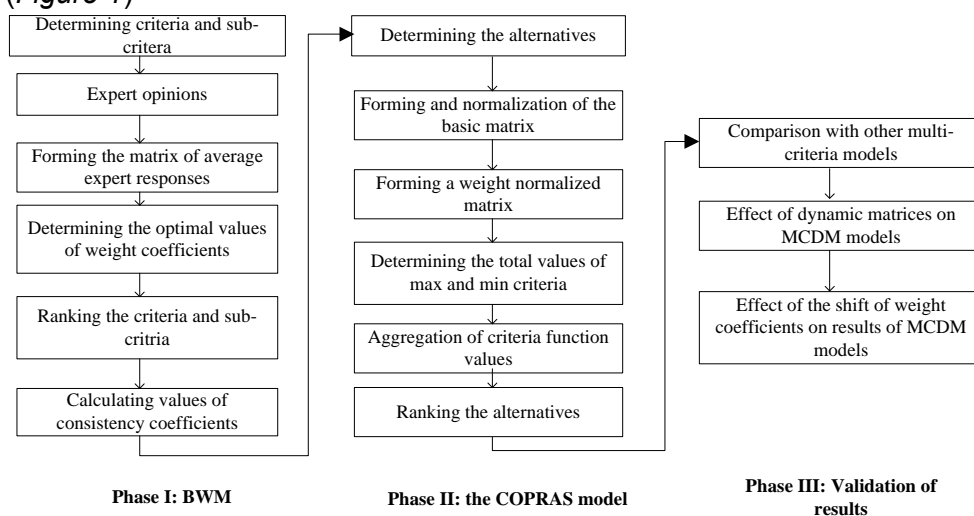 (Figure 1)
Determining criteria and sub-
critera
Expert opinions
Forming the matrix of average
expert responses
Determining the optimal values
of weight coefficients
Ranking the criteria and sub-
critria
Calculating values of
consistency coefficients
Phase I: BWM
Determining the alternatives
Forming and normalization of the
basic matrix
Forming a weight normalized
matrix
Determining the total values of
max and min criteria
Aggregation of criteria function
values
Ranking the alternatives
Phase II: the COPRAS model
Comparison with other multi-
criteria models
Effect of dynamic matrices on
MCDM models
Effect of the shift of weight
coefficients on results of MCDM
models
Phase III: Validation of
results